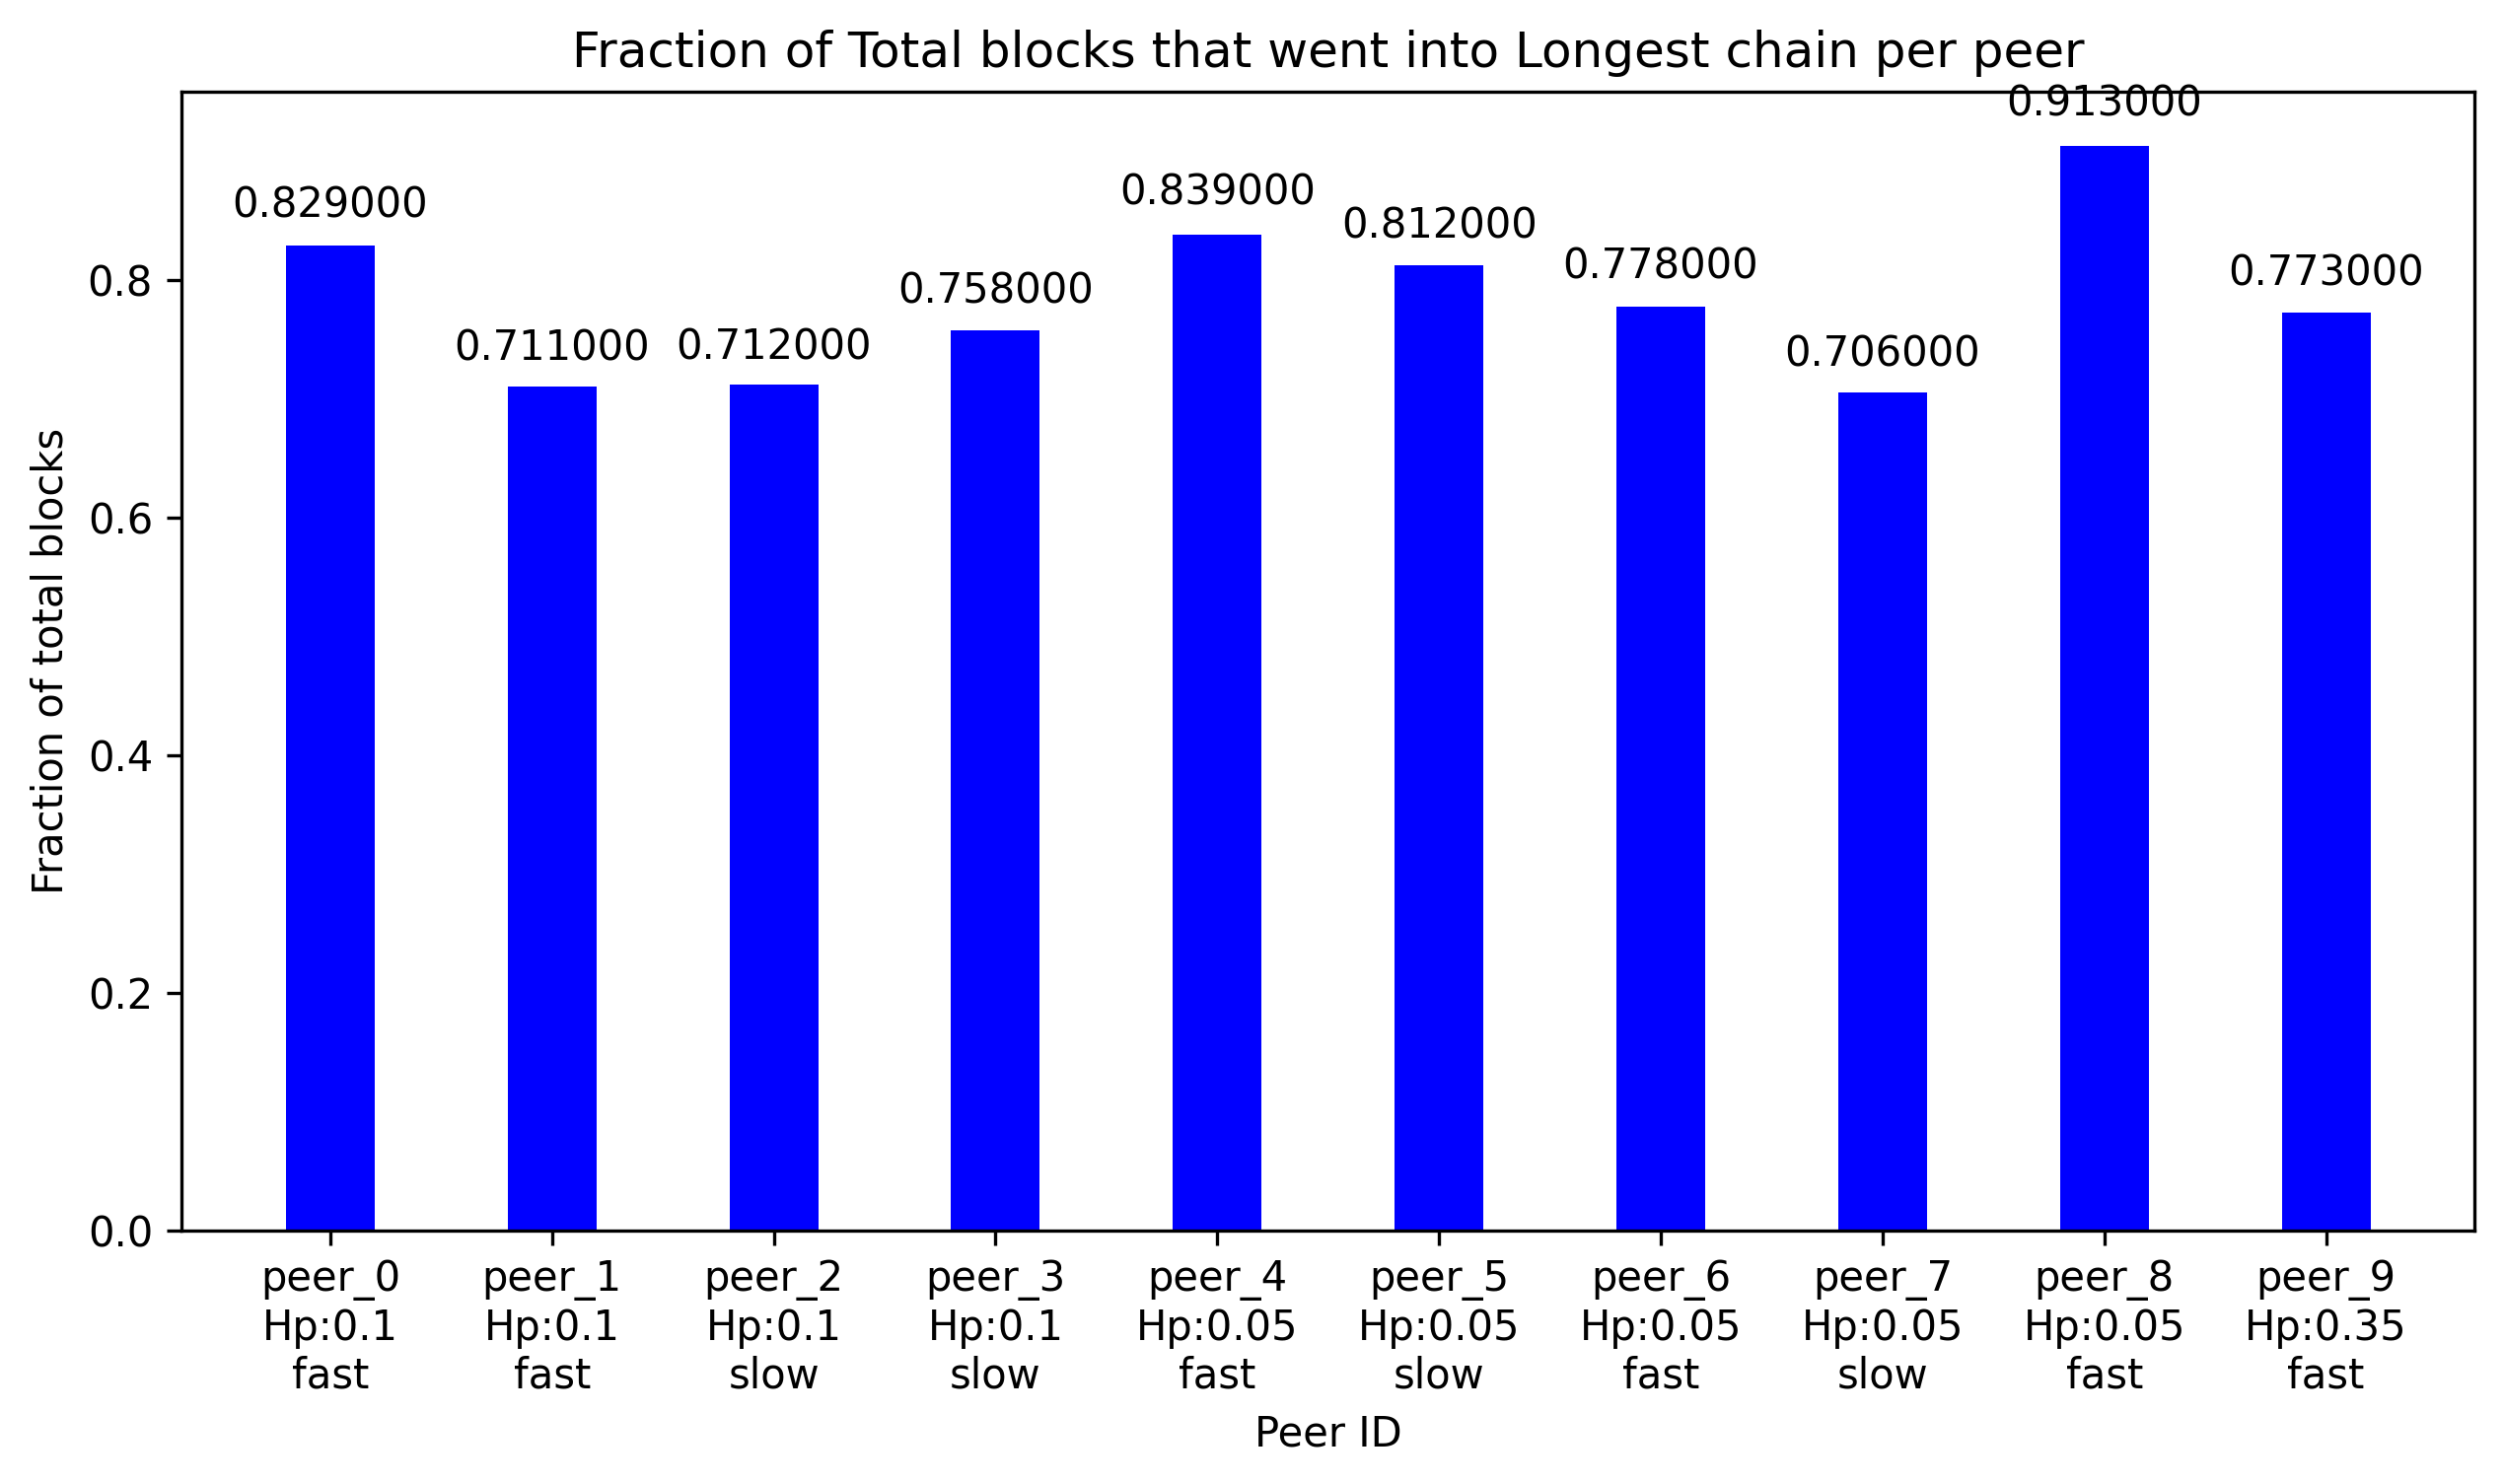 Fraction of Total blocks that went into Longest chain per peer
Fraction of total blocks
0.8
0.6
0.4
0.2
0.0
0.829000
0.711000
0.712000
0.758000
0.839000
0.812000
0.778000
0.706000
0.913000
0.773000
peer_0
Hp:0.1
fast
peer_1
Hp:0.1
fast
peer_2
Hp:0.1
slow
peer_3
Hp:0.1
slow
peer_4
Hp:0.05
fast
peer_5
Hp:0.05
slow
peer_6
Hp:0.05
fast
peer_7
Hp:0.05
slow
peer_8
Hp:0.05
fast
peer_9
Hp:0.35
fast
Peer ID